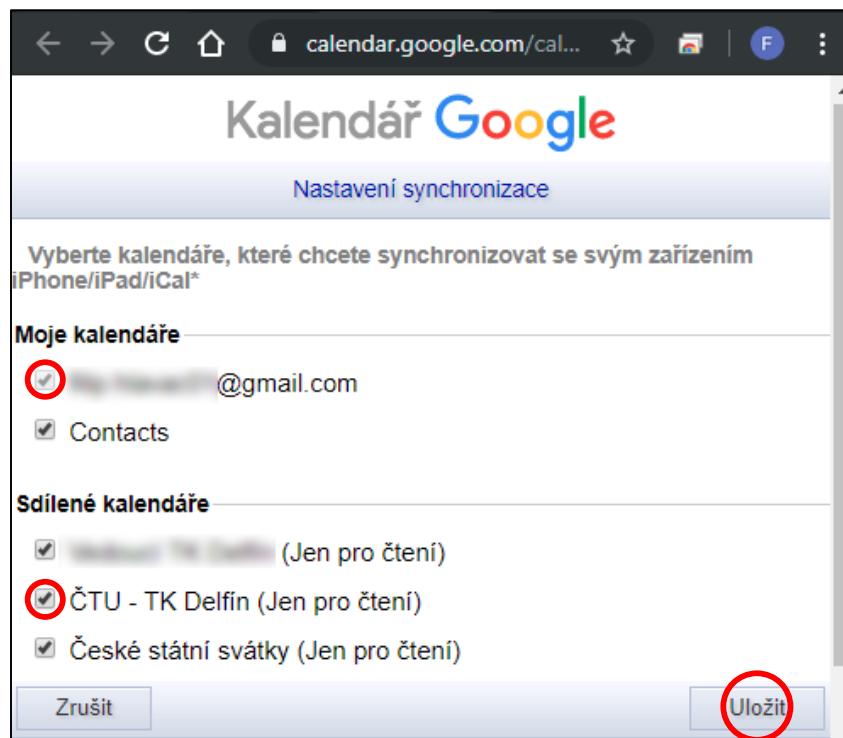 calendar.google.com/cal...
F
Kalendář Google
Nastavení synchronizace
Vyberte kalendáře, které chcete synchronizovat se svým zařízením
iPhone/iPad/iCal*
Moje kalendáře
@gmail.com
Contacts
Sdílené kalendáře
(Jen pro čtení)
ČTU - TK Delfín (Jen pro čtení)
České státní svátky (Jen pro čtení)
Zrušit
Uložit